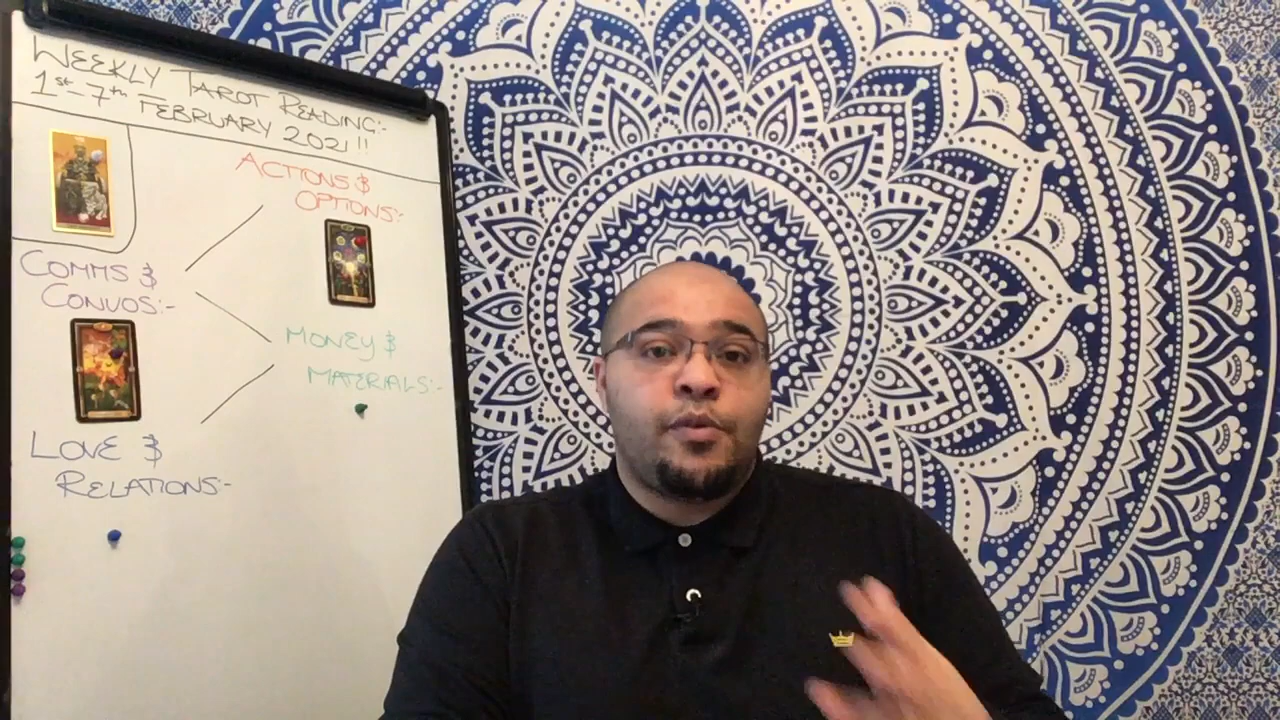 WEEKLY TAROT READING:-
1st-7th FEBRUARY 2021!!
ACTIONS &
OPTIONS:-
COMMS &
CONVOS:-
MONEY &
MATERIALS:-
LOVE &
RELATIONS:-